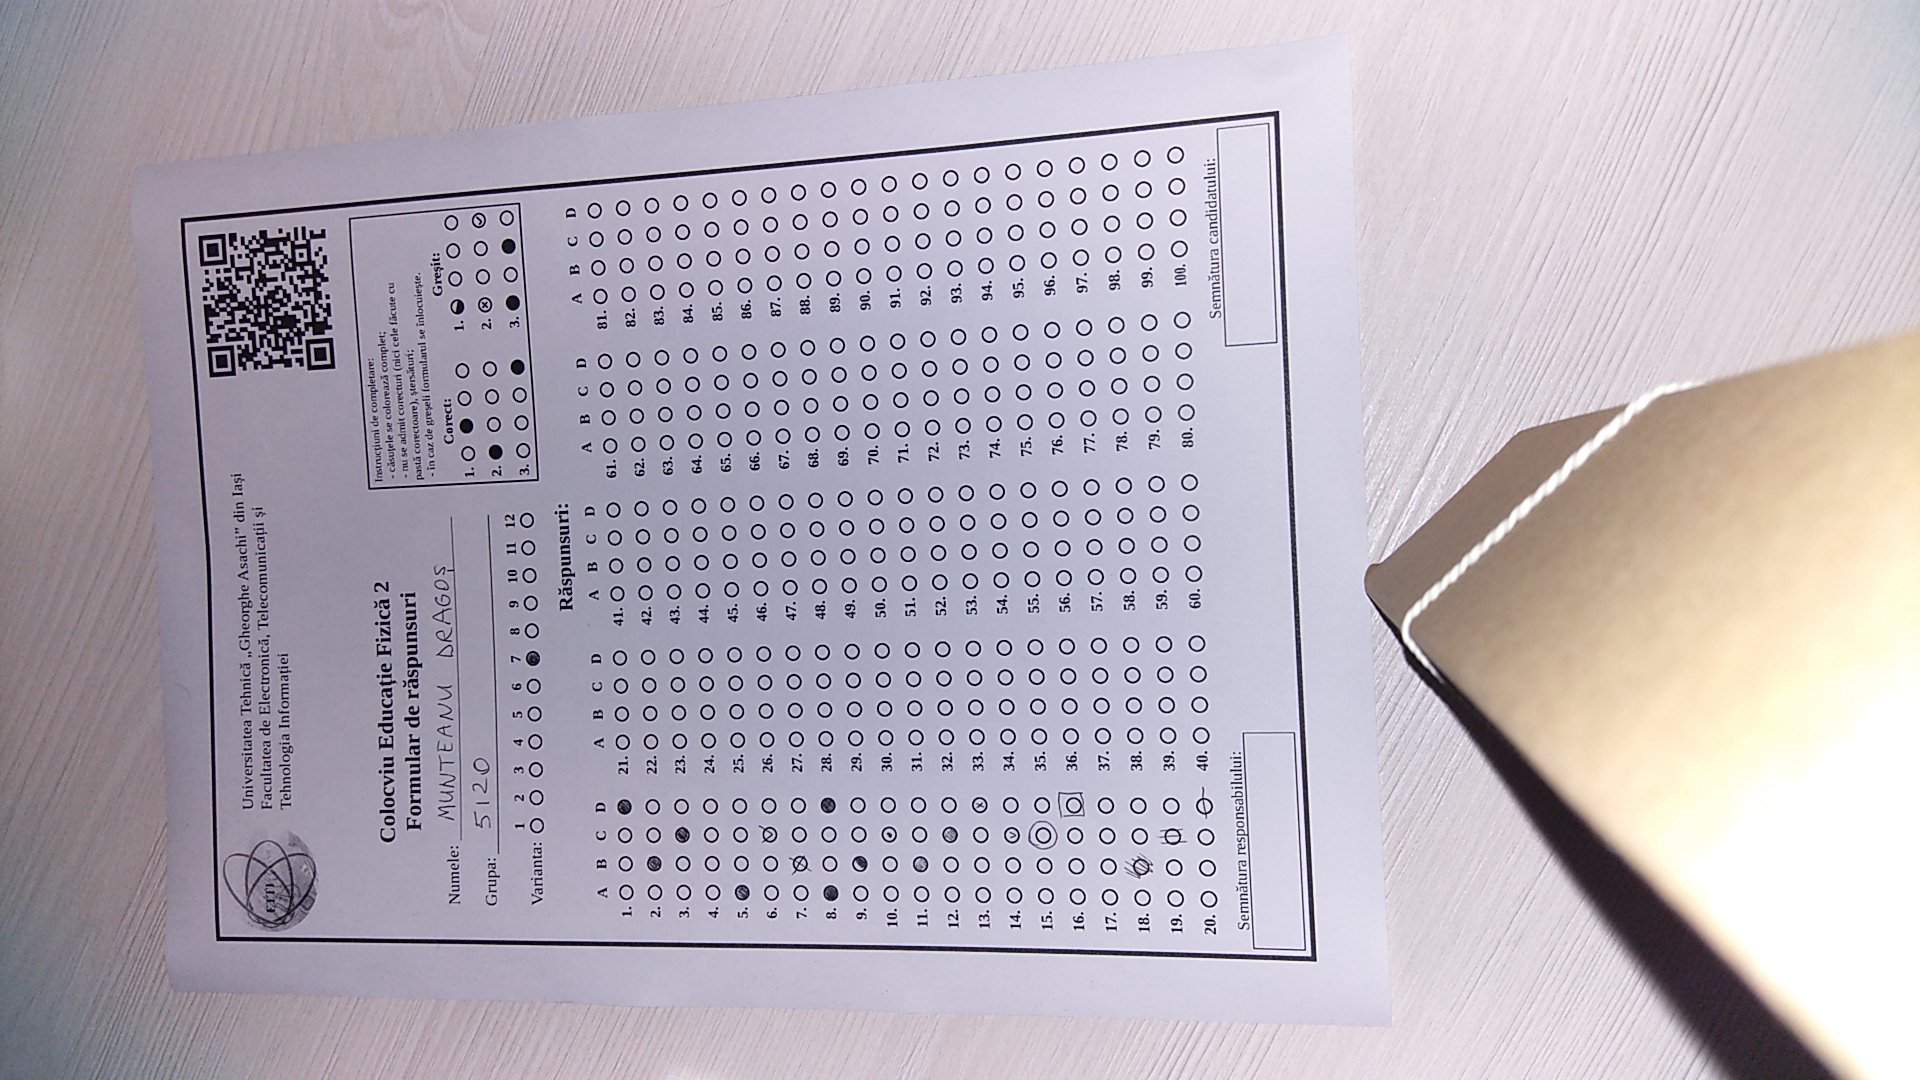 Universitatea Tehnică „Gheorghe Asachi” din Iași
Facultatea de Electronică, Telecomunicații și
Tehnologia Informației
ETTI
Colocviu Educație Fizică 2
Formular de răspunsuri
Numele: MUNTEANU DRAGOȘ
Grupa: 5120
Varianta: 1 2 3 4 5 6 7 8 9 10 11 12
Instrucțiuni de completare:
- căsuțele se colorează complet;
- nu se admit corecturi (nici cele făcute cu
pastă corectoare), ștersături;
- în caz de greșeli formularul se înlocuiește.
Corect: Greșit:
1. 1.
2. 2.
3. 3.
Răspunsuri:
A B C D A B C D A B C D A B C D A B C D
1. 21. 41. 61. 81.
2. 22. 42. 62. 82.
3. 23. 43. 63. 83.
4. 24. 44. 64. 84.
5. 25. 45. 65. 85.
6. 26. 46. 66. 86.
7. 27. 47. 67. 87.
8. 28. 48. 68. 88.
9. 29. 49. 69. 89.
10. 30. 50. 70. 90.
11. 31. 51. 71. 91.
12. 32. 52. 72. 92.
13. 33. 53. 73. 93.
14. 34. 54. 74. 94.
15. 35. 55. 75. 95.
16. 36. 56. 76. 96.
17. 37. 57. 77. 97.
18. 38. 58. 78. 98.
19. 39. 59. 79. 99.
20. 40. 60. 80. 100.
Semnătura responsabilului: Semnătura candidatului: